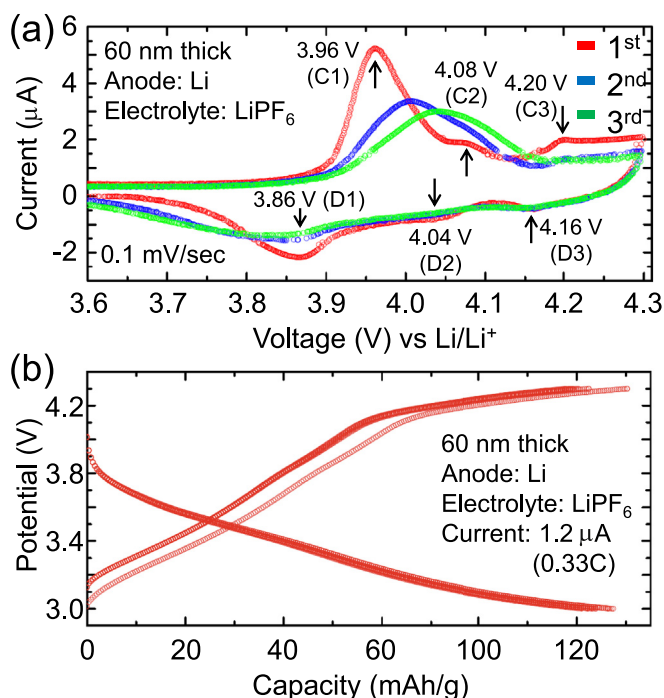 (a)
60 nm thick
Anode: Li
Electrolyte: LiPF₆
3.96 V
(C1)
4.08 V
(C2)
4.20 V
(C3)
1st
2nd
3rd
3.86 V (D1)
4.04 V
(D2)
4.16 V
(D3)
0.1 mV/sec
Current (μA)
6
4
2
0
-2
3.6 3.7 3.8 3.9 4.0 4.1 4.2 4.3
Voltage (V) vs Li/Li⁺
(b)
Potential (V)
4.2
3.8
3.4
3.0
60 nm thick
Anode: Li
Electrolyte: LiPF₆
Current: 1.2 μA
(0.33C)
0 20 40 60 80 100 120
Capacity (mAh/g)